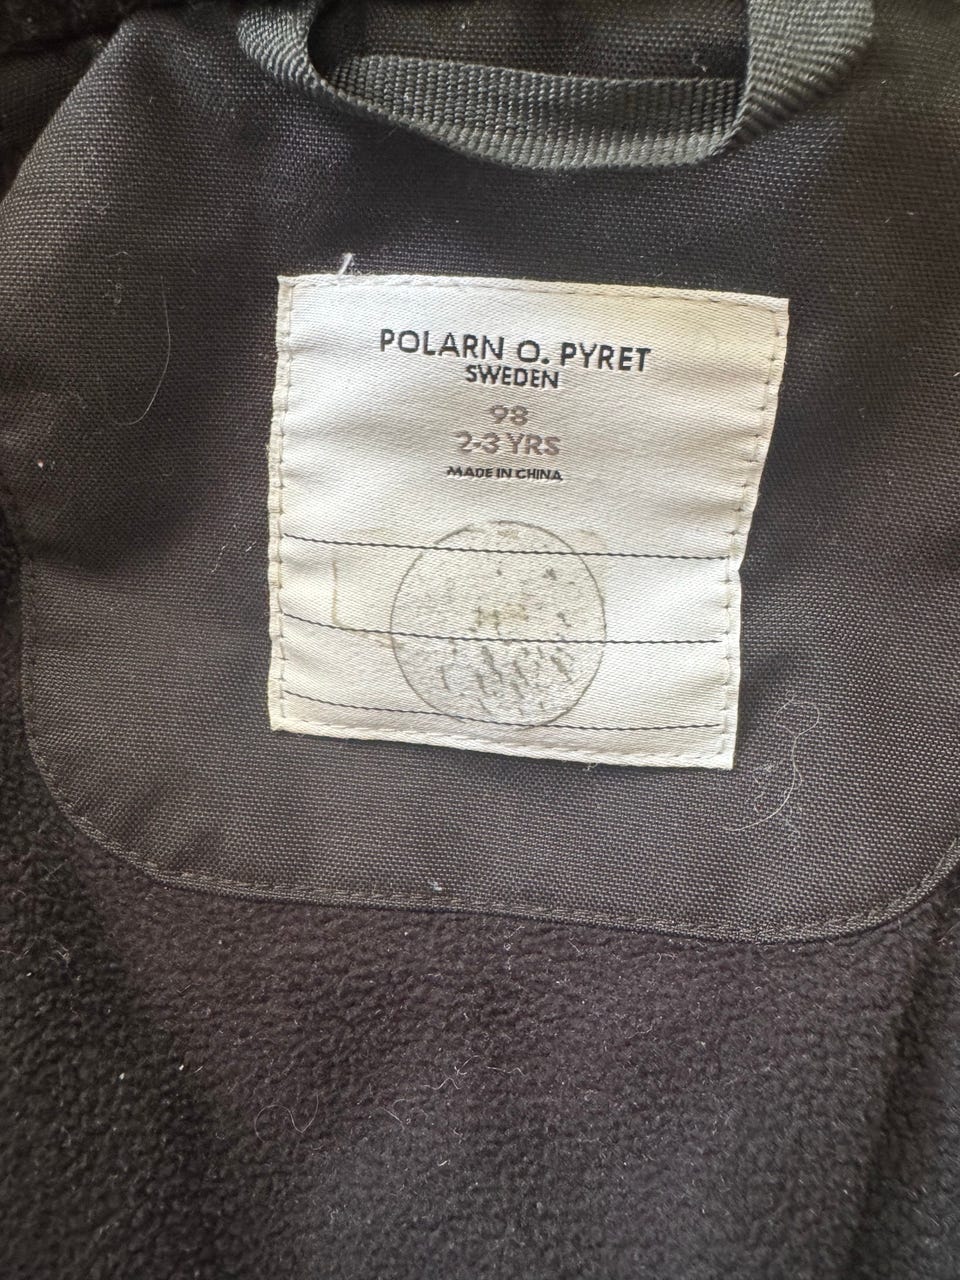 POLARN O. PYRET
SWEDEN
98
2-3 YRS
MADE IN CHINA